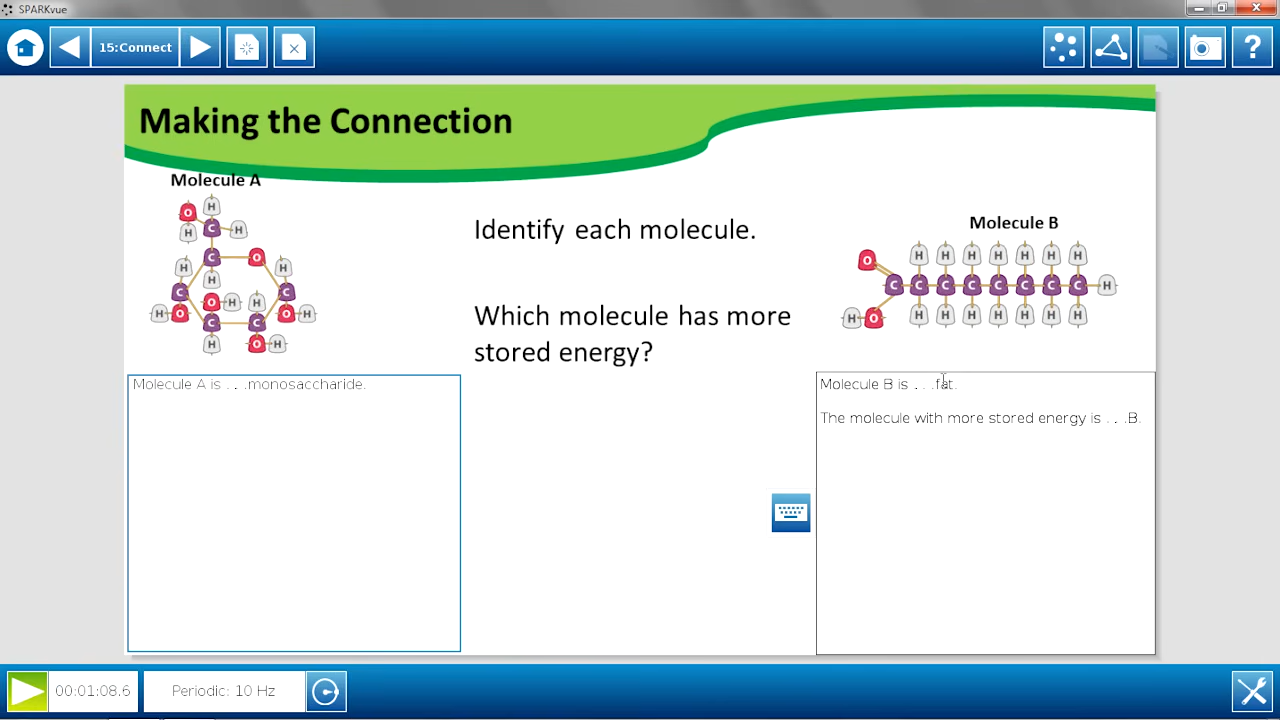 SPARKvue
15:Connect
?
Making the Connection
Molecule A
O H
H C H
C O
H H H
C O H H C
H O O H
C C
H O H
Identify each molecule.
Which molecule has more
stored energy?
Molecule B
O H H H H H H H
C C C C C C C C H
H O H H H H H H H
Molecule A is . . .monosaccharide.
Molecule B is . . .fat.
The molecule with more stored energy is . . .B.
00:01:08.6
Periodic: 10 Hz